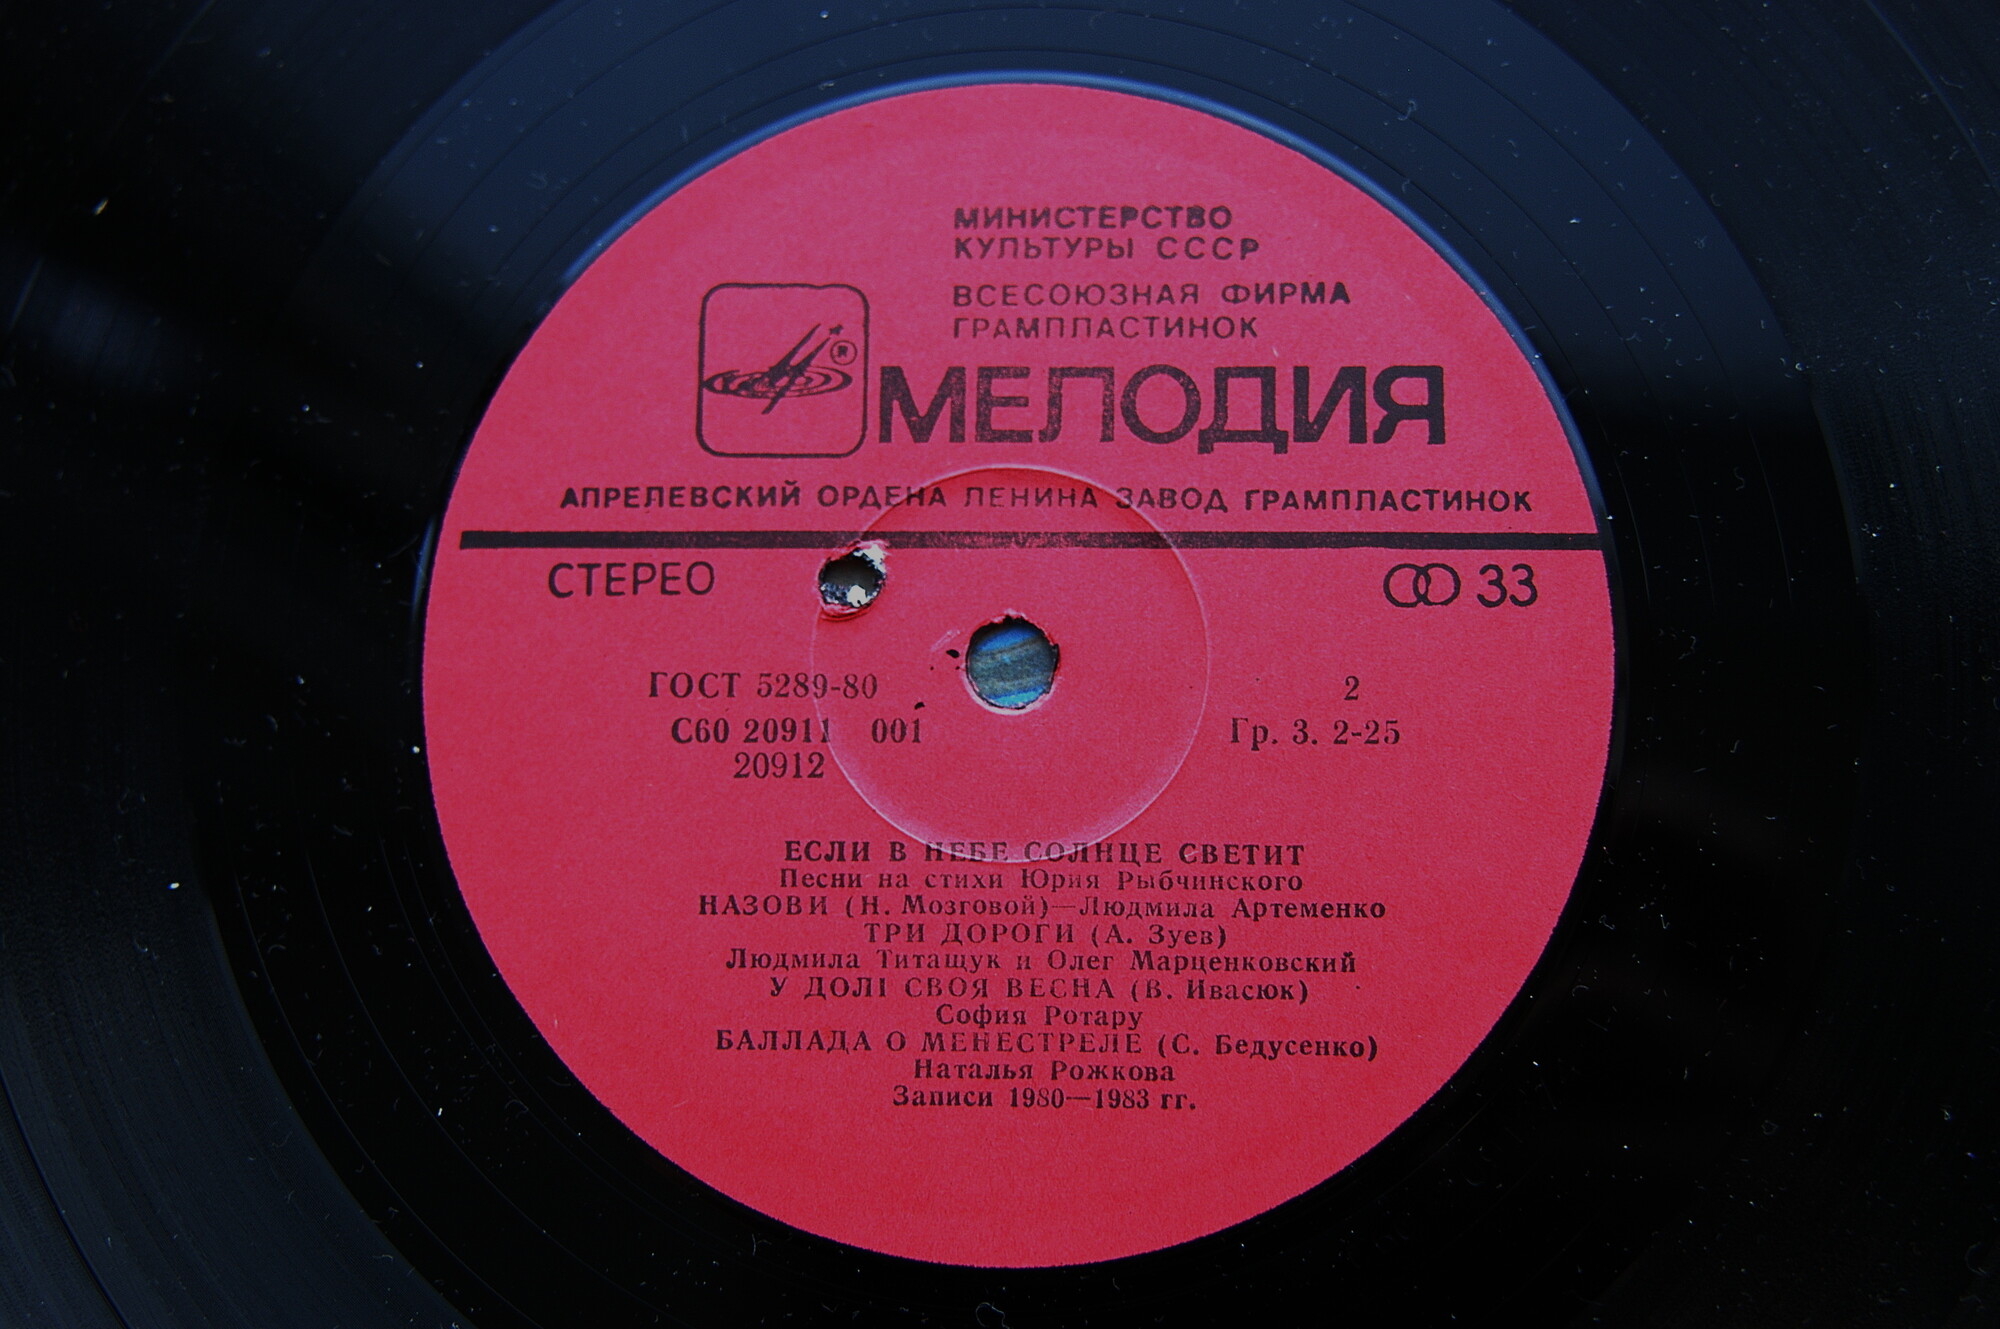 МИНИСТЕРСТВО
КУЛЬТУРЫ СССР
ВСЕСОЮЗНАЯ ФИРМА
ГРАМПЛАСТИНОК
®
МЕЛОДИЯ
АПРЕЛЕВСКИЙ ОРДЕНА ЛЕНИНА ЗАВОД ГРАМПЛАСТИНОК
СТЕРЕО
33
ГОСТ 5289-80
2
С60 20911 001
Гр. 3. 2-25
20912
ЕСЛИ В НЕБЕ СОЛНЦЕ СВЕТИТ
Песни на стихи Юрия Рыбчинского
НАЗОВИ (Н. Мозговой)—Людмила Артеменко
ТРИ ДОРОГИ (А. Зуев)
Людмила Титащук и Олег Марценковский
У ДОЛІ СВОЯ ВЕСНА (В. Ивасюк)
София Ротару
БАЛЛАДА О МЕНЕСТРЕЛЕ (С. Бедусенко)
Наталья Рожкова
Записи 1980—1983 гг.